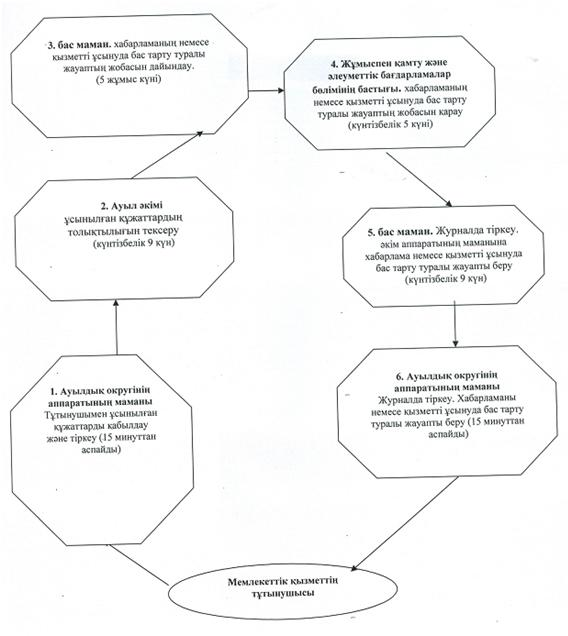 3. бас маман. хабарламаның немесе
қызметті ұсынуда бас тарту туралы
жауаптың жобасын дайындау.
(5 жұмыс күні)
4. Жұмыспен қамту және
әлеуметтік бағдарламалар
бөлімінің бастығы. хабарламаның
немесе қызметті ұсынуда бас тарту
туралы жауаптың жобасын қарау
(күнтізбелік 5 күні)
2. Ауыл әкімі
ұсынылған құжаттардың
толықтылығын тексеру
(күнтізбелік 9 күн)
5. бас маман. Журналда тіркеу.
әкім аппаратының маманына
хабарлама немесе қызметті ұсынуда
бас тарту туралы жауапты беру
(күнтізбелік 9 күн)
1. Ауылдық округінің
аппаратының маманы
Тұтынушымен ұсынылған
құжаттарды қабылдау
және тіркеу (15 минуттан
аспайды)
6. Ауылдық округінің
аппаратының маманы
Журналда тіркеу. Хабарламаны
немесе қызметті ұсынуда бас тарту
туралы жауапты беру (15 минуттан
аспайды)
Мемлекеттік қызметтің
тұтынушысы